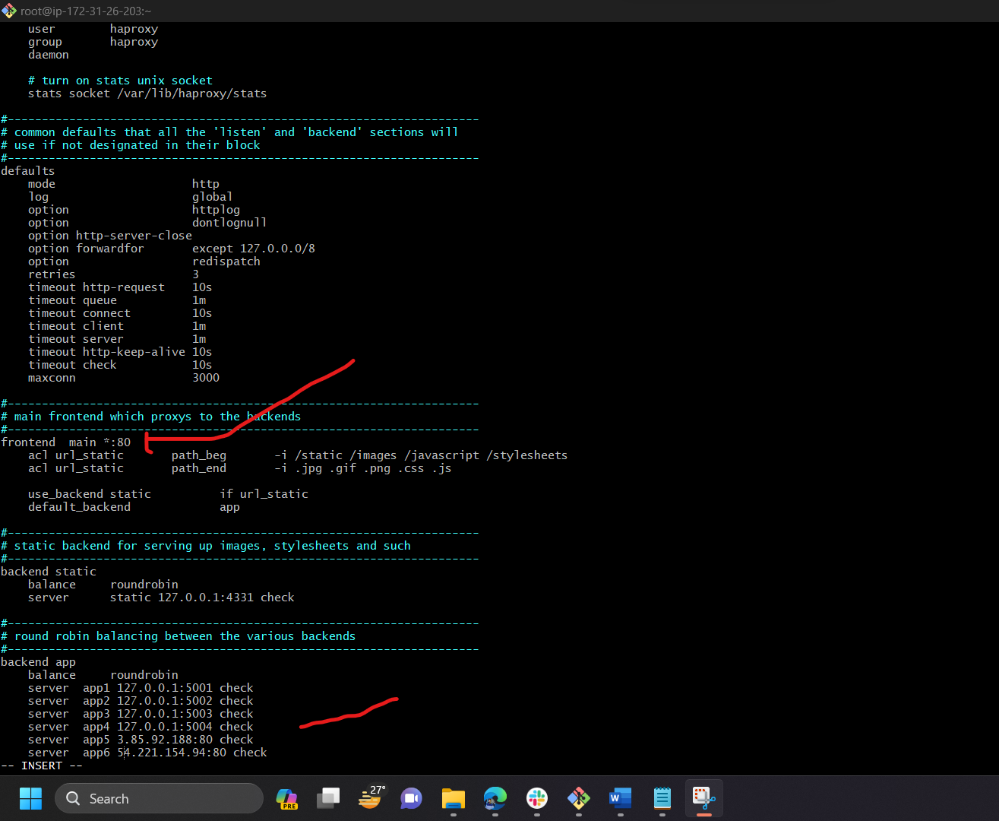 root@ip-172-31-26-203:~
    user        haproxy
    group       haproxy
    daemon
    # turn on stats unix socket
    stats socket /var/lib/haproxy/stats
#---------------------------------------------------------------------
# common defaults that all the 'listen' and 'backend' sections will
# use if not designated in their block
#---------------------------------------------------------------------
defaults
    mode                    http
    log                     global
    option                  httplog
    option                  dontlognull
    option http-server-close
    option forwardfor       except 127.0.0.0/8
    option                  redispatch
    retries                 3
    timeout http-request    10s
    timeout queue           1m
    timeout connect         10s
    timeout client          1m
    timeout server          1m
    timeout http-keep-alive 10s
    timeout check           10s
    maxconn                 3000
#---------------------------------------------------------------------
# main frontend which proxys to the backends
#---------------------------------------------------------------------
frontend  main *:80
    acl url_static       path_beg       -i /static /images /javascript /stylesheets
    acl url_static       path_end       -i .jpg .gif .png .css .js
    use_backend static          if url_static
    default_backend             app
#---------------------------------------------------------------------
# static backend for serving up images, stylesheets and such
#---------------------------------------------------------------------
backend static
    balance     roundrobin
    server      static 127.0.0.1:4331 check
#---------------------------------------------------------------------
# round robin balancing between the various backends
#---------------------------------------------------------------------
backend app
    balance     roundrobin
    server  app1 127.0.0.1:5001 check
    server  app2 127.0.0.1:5002 check
    server  app3 127.0.0.1:5003 check
    server  app4 127.0.0.1:5004 check
    server  app5 3.85.92.188:80 check
    server  app6 54.221.154.94:80 check
-- INSERT --
Search
PRE
27°
W